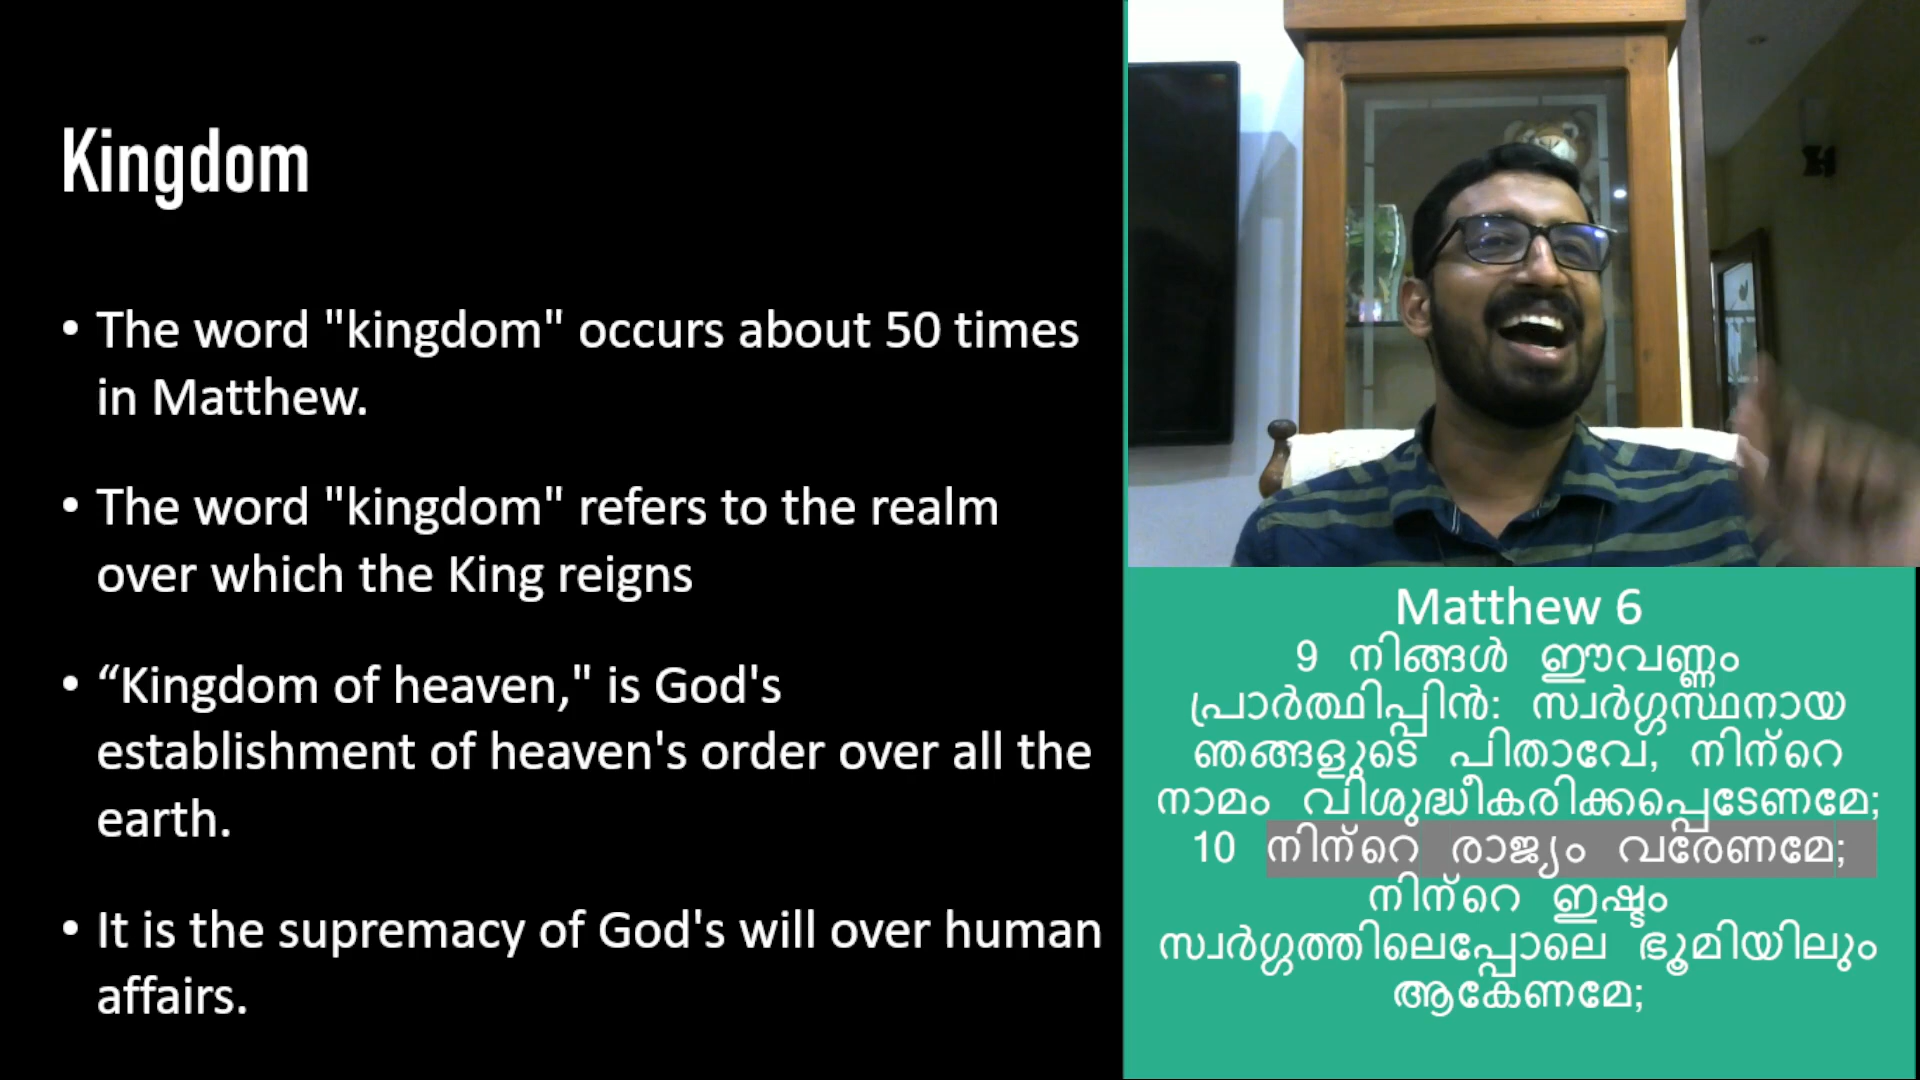 Kingdom
• The word "kingdom" occurs about 50 times
in Matthew.
• The word "kingdom" refers to the realm
over which the King reigns
• “Kingdom of heaven," is God's
establishment of heaven's order over all the
earth.
• It is the supremacy of God's will over human
affairs.
Matthew 6
9 നിങ്ങൾ ഈവണ്ണം
പ്രാർത്ഥിപ്പിൻ: സ്വർഗ്ഗസ്ഥനായ
ഞങ്ങളുടെ പിതാവേ, നിന്റെ
നാമം വിശുദ്ധീകരിക്കപ്പെടേണമേ;
10 നിന്റെ രാജ്യം വരേണമേ;
നിന്റെ ഇഷ്ടം
സ്വർഗ്ഗത്തിലെപ്പോലെ ഭൂമിയിലും
ആകേണമേ;